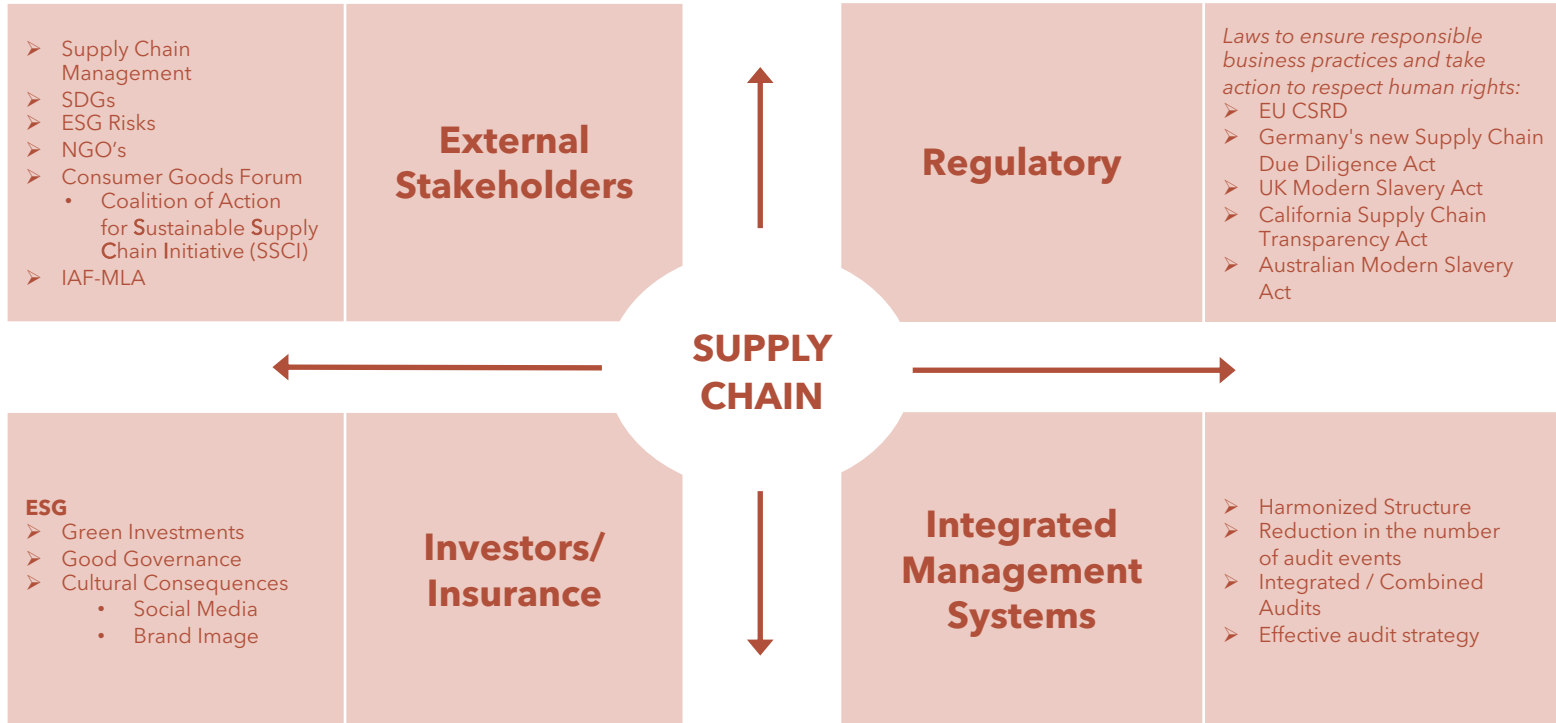 ➢ Supply Chain
Management
➢ SDGs
➢ ESG Risks
➢ NGO’s
➢ Consumer Goods Forum
• Coalition of Action
for Sustainable Supply
Chain Initiative (SSCI)
➢ IAF-MLA
External
Stakeholders
Regulatory
Laws to ensure responsible
business practices and take
action to respect human rights:
➢ EU CSRD
➢ Germany's new Supply Chain
Due Diligence Act
➢ UK Modern Slavery Act
➢ California Supply Chain
Transparency Act
➢ Australian Modern Slavery
Act
SUPPLY
CHAIN
ESG
➢ Green Investments
➢ Good Governance
➢ Cultural Consequences
• Social Media
• Brand Image
Investors/
Insurance
Integrated
Management
Systems
➢ Harmonized Structure
➢ Reduction in the number
of audit events
➢ Integrated / Combined
Audits
➢ Effective audit strategy